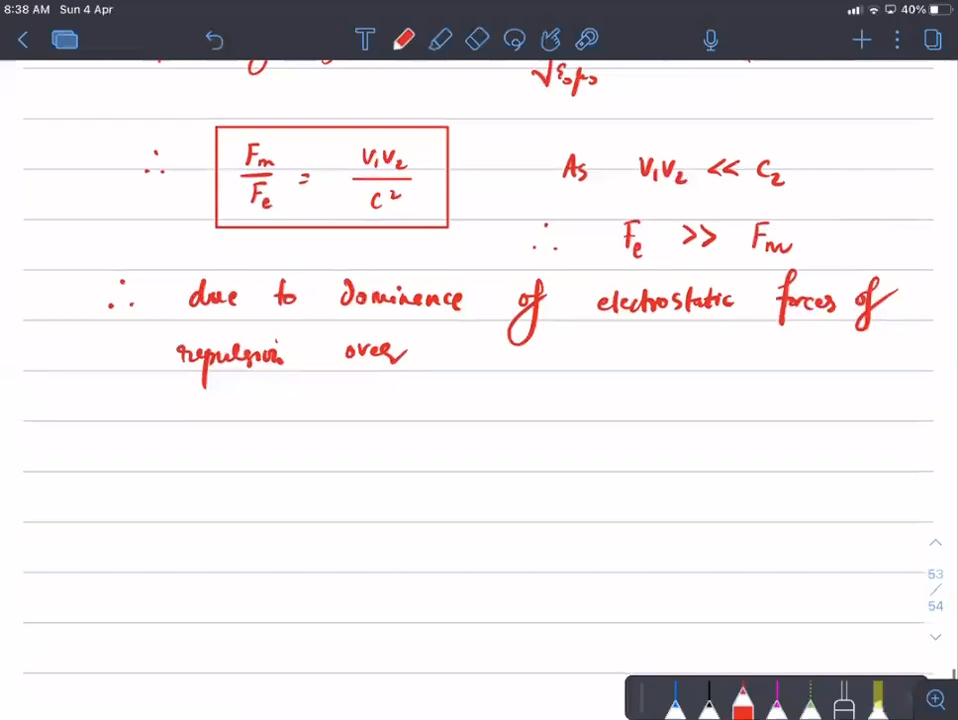 8:38 AM Sun 4 Apr
40%
√ε₀μ₀
∴ Fm/Fe = V₁V₂/C² As V₁V₂ << C₂
∴ Fe >> Fm
∴ due to dominence of electrostatic forces of
repulsion over
53
/
54